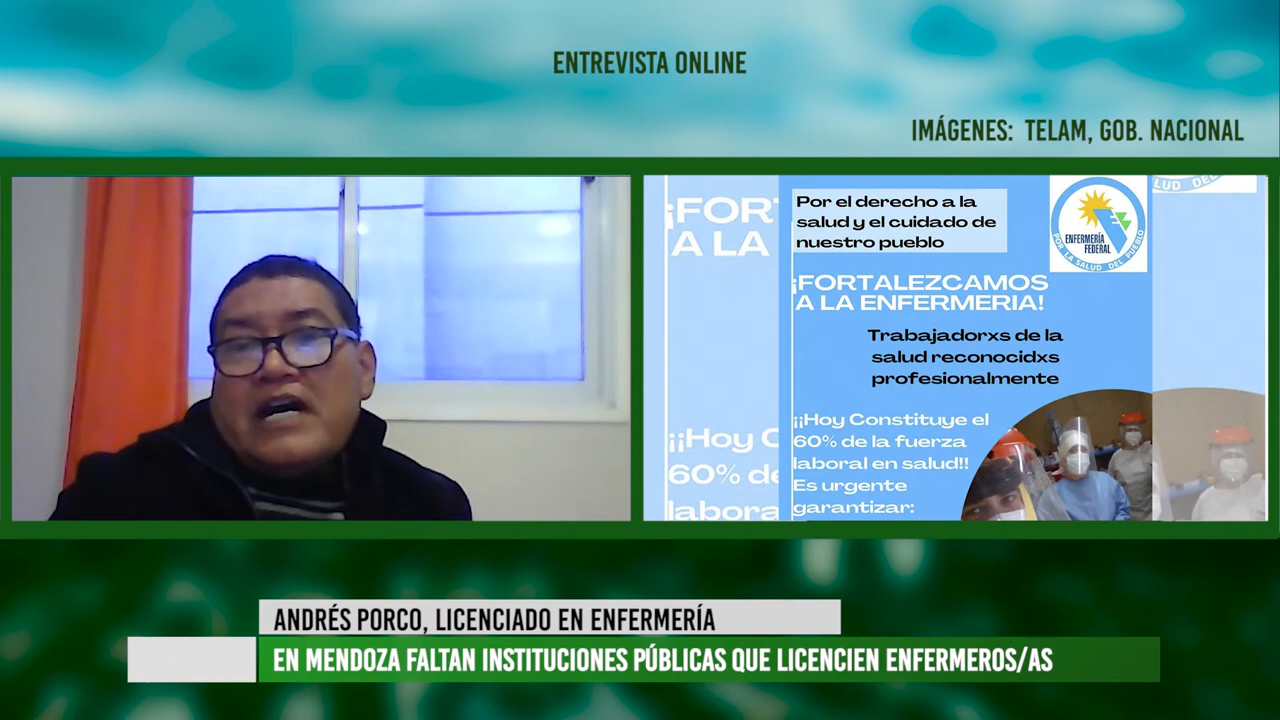 ENTREVISTA ONLINE
IMÁGENES: TELAM, GOB. NACIONAL
¡FORT
A LA
¡¡Hoy C
60% de
labora
Por el derecho a la
salud y el cuidado de
nuestro pueblo
ENFERMERÍA
FEDERAL
POR LA SALUD DEL PUEBLO
LUD DEL P
¡FORTALEZCAMOS
A LA ENFERMERIA!
Trabajadorxs de la
salud reconocidxs
profesionalmente
¡¡Hoy Constituye el
60% de la fuerza
laboral en salud!!
Es urgente
garantizar:
ANDRÉS PORCO, LICENCIADO EN ENFERMERÍA
EN MENDOZA FALTAN INSTITUCIONES PÚBLICAS QUE LICENCIEN ENFERMEROS/AS